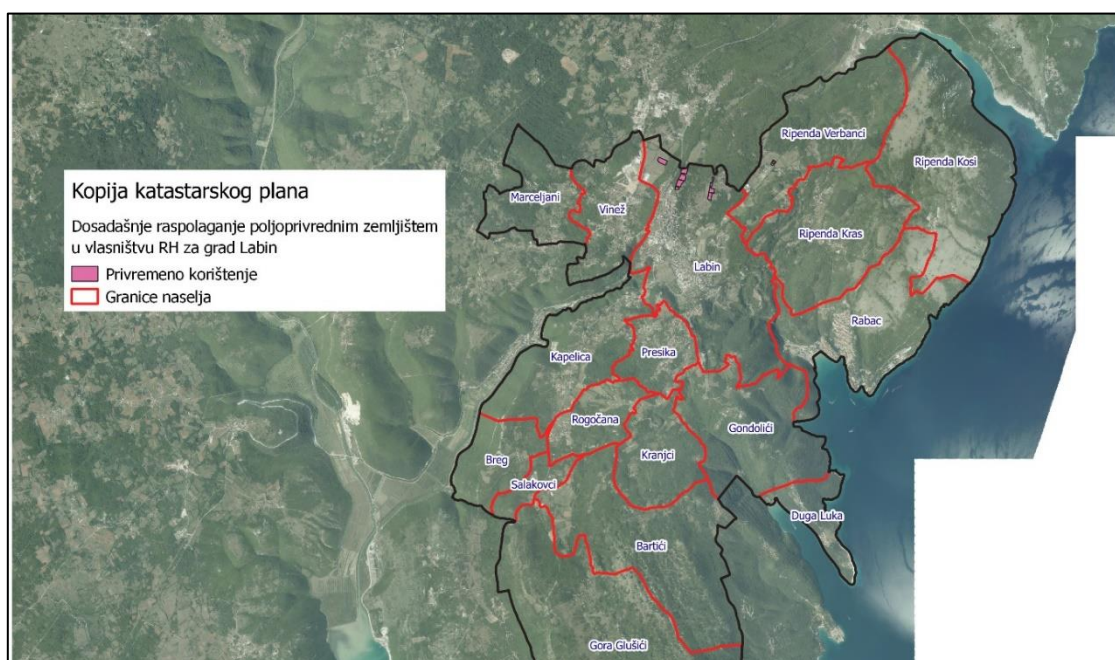 Kopija katastarskog plana
Dosadašnje raspolaganje poljoprivrednim zemljištem
u vlasništvu RH za grad Labin
Privremeno korištenje
Granice naselja
Ripenda Verbanci
Ripenda Kosi
Marceljani
Vinež
Ripenda Kras
Labin
Rabac
Kapelica
Presika
Rogočana
Gondolići
Breg
Kranjci
Salakovci
Duga Luka
Bartići
Gora Glušići